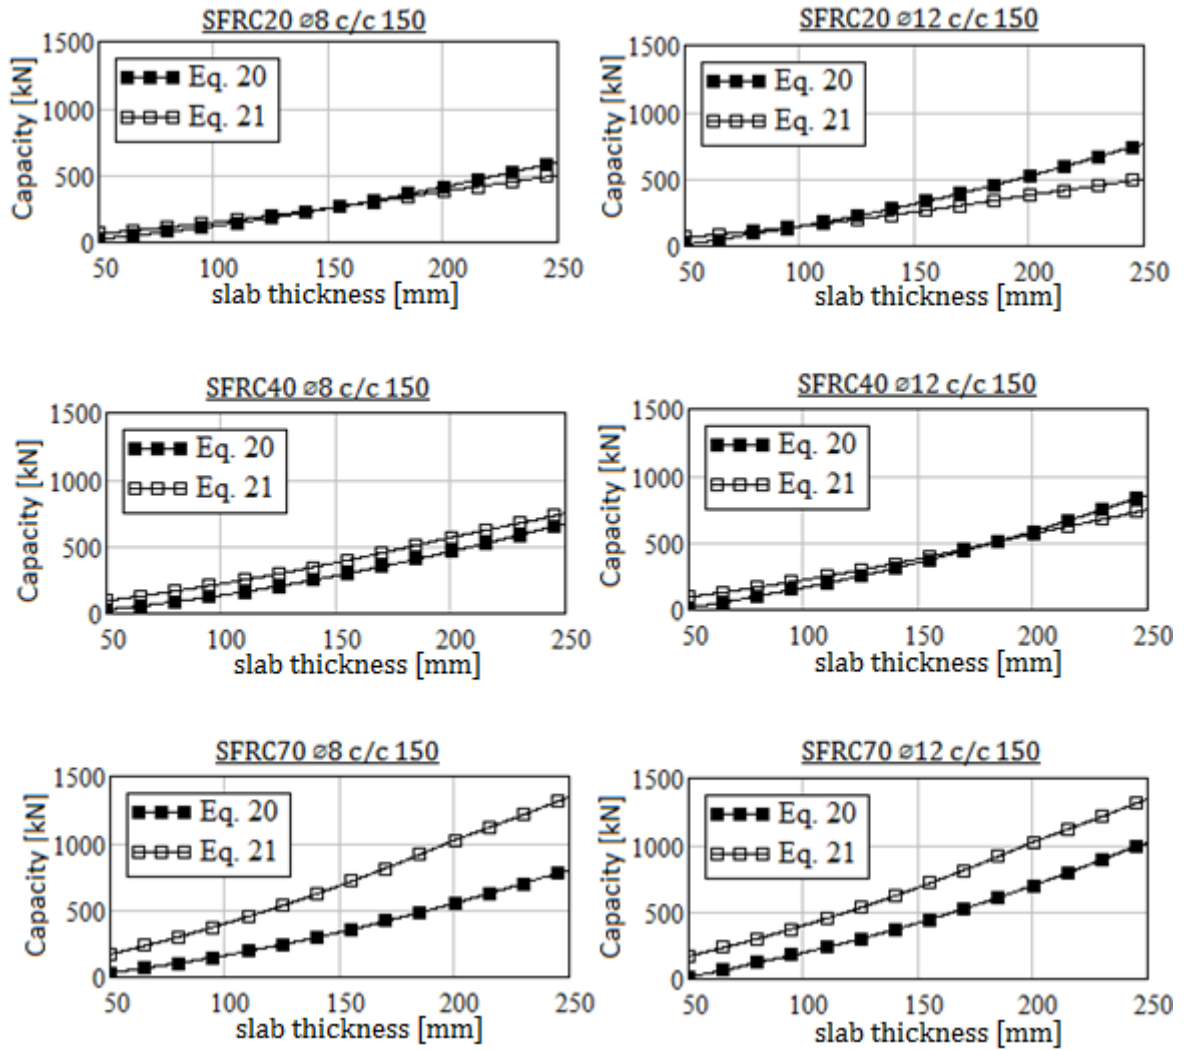 SFRC20 ⌀8 c/c 150
1500
1000
500
0
Capacity [kN]
Eq. 20
Eq. 21
50 100 150 200 250
slab thickness [mm]
SFRC20 ⌀12 c/c 150
1500
1000
500
0
Capacity [kN]
Eq. 20
Eq. 21
50 100 150 200 250
slab thickness [mm]
SFRC40 ⌀8 c/c 150
1500
1000
500
0
Capacity [kN]
Eq. 20
Eq. 21
50 100 150 200 250
slab thickness [mm]
SFRC40 ⌀12 c/c 150
1500
1000
500
0
Capacity [kN]
Eq. 20
Eq. 21
50 100 150 200 250
slab thickness [mm]
SFRC70 ⌀8 c/c 150
1500
1000
500
0
Capacity [kN]
Eq. 20
Eq. 21
50 100 150 200 250
slab thickness [mm]
SFRC70 ⌀12 c/c 150
1500
1000
500
0
Capacity [kN]
Eq. 20
Eq. 21
50 100 150 200 250
slab thickness [mm]